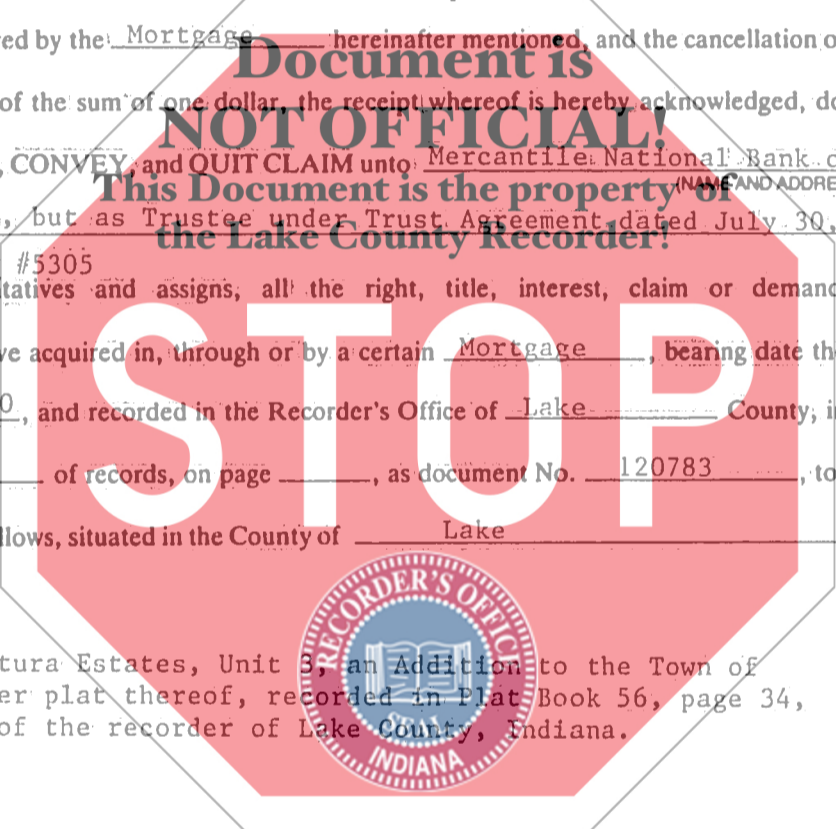 ed by the Mortgage hereinafter mentioned, and the cancellation o
Document is
of the sum of one dollar, the receipt whereof is hereby acknowledged, do
NOT OFFICIAL!
, CONVEY, and QUIT CLAIM unto Mercantile National Bank o
This Document is the property of
(NAME AND ADDRE
, but as Trustee under Trust Agreement dated July 30,
the Lake County Recorder!
#5305
tatives and assigns, all the right, title, interest, claim or demand
STOP
ve acquired in, through or by a certain Mortgage, bearing date th
0, and recorded in the Recorder's Office of Lake County, i
of records, on page ____, as document No. 120783, to
llows, situated in the County of Lake
RECORDER'S OFFICE
tura Estates, Unit 3, an Addition to the Town of
er plat thereof, recorded in Plat Book 56, page 34,
SEAL
of the recorder of Lake County, Indiana.
INDIANA